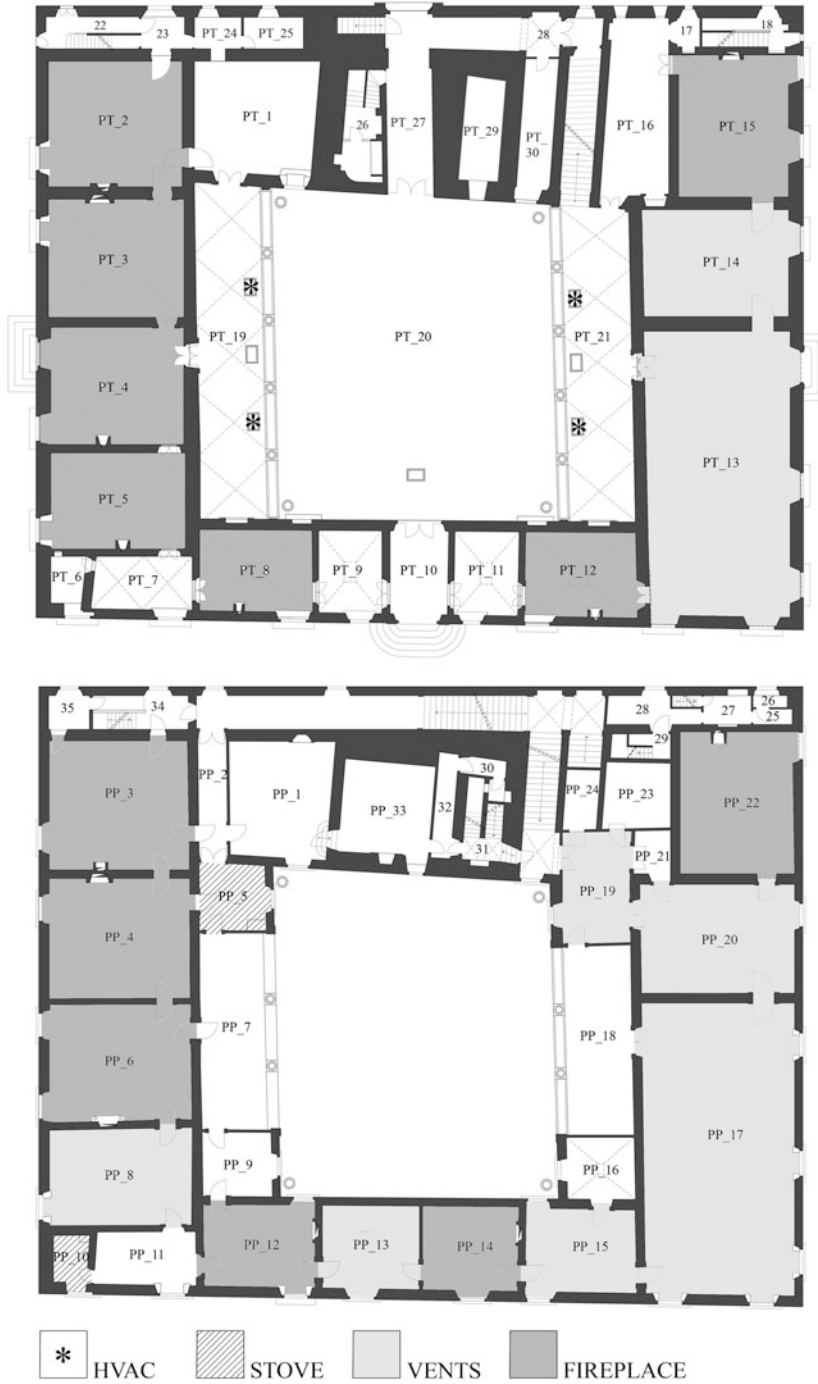 22 23 PT_24 PT_25 28 17 18
PT_2 PT_1 26 PT_27 PT_29 PT_30 PT_16 PT_15
PT_3 PT_14
PT_19 PT_20 PT_21
PT_4
PT_13
PT_5
PT_6 PT_7 PT_8 PT_9 PT_10 PT_11 PT_12
35 34 28 27 26 25
29
PP_3 PP_2 PP_1 PP_33 32 30 31 PP_24 PP_23 PP_22
PP_21
PP_4 PP_5 PP_19 PP_20
PP_6 PP_7 PP_18
PP_17
PP_8 PP_9 PP_16
PP_10 PP_11 PP_12 PP_13 PP_14 PP_15
* HVAC STOVE VENTS FIREPLACE